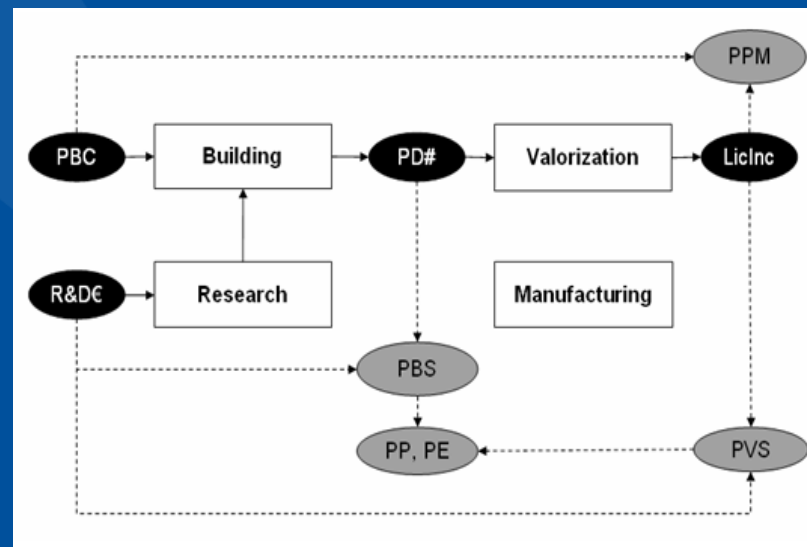 PPM
PBC
Building
PD#
Valorization
LicInc
R&D€
Research
Manufacturing
PBS
PP, PE
PVS